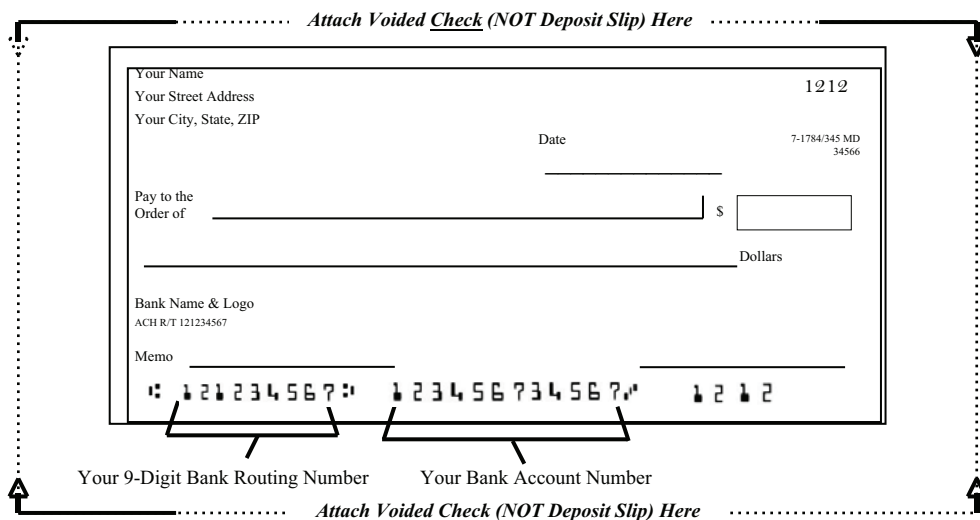 Attach Voided Check (NOT Deposit Slip) Here
Your Name
1212
Your Street Address
Your City, State, ZIP
Date
7-1784/345 MD
34566
Pay to the
Order of
$
Dollars
Bank Name & Logo
ACH R/T 121234567
Memo
⑆121234567⑆ 123456734567⑈ 1212
Your 9-Digit Bank Routing Number Your Bank Account Number
Attach Voided Check (NOT Deposit Slip) Here